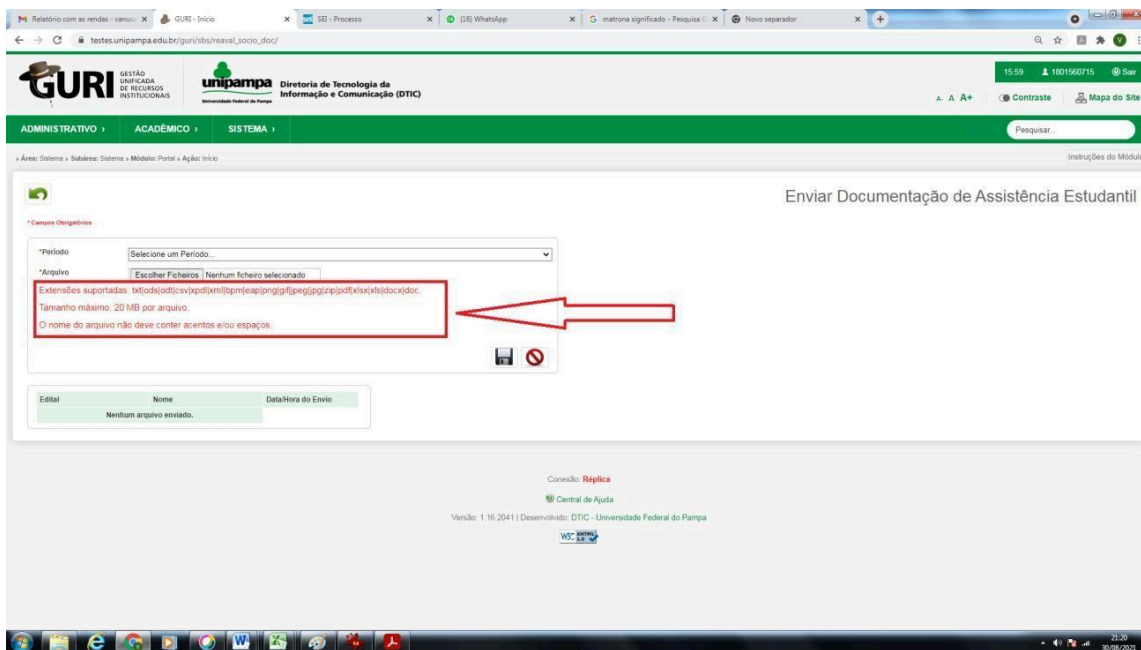 Relatório com as rendas - vanus
GURI - Início
SEI - Processo
(16) WhatsApp
matrona significado - Pesquisa G
Novo separador
testes.unipampa.edu.br/guri/sbs/reaval_socio_doc/
GURI
GESTÃO
UNIFICADA
DE RECURSOS
INSTITUCIONAIS
unipampa
Universidade Federal do Pampa
Diretoria de Tecnologia da
Informação e Comunicação (DTIC)
15:59 1801560715 Sair
A- A A+ Contraste Mapa do Site
ADMINISTRATIVO › ACADÊMICO › SISTEMA ›
Pesquisar...
» Área: Sistema » Subárea: Sistema » Módulo: Portal » Ação: Início
Instruções do Módulo
Enviar Documentação de Assistência Estudantil
* Campos Obrigatórios
*Período Selecione um Período...
*Arquivo Escolher Ficheiros Nenhum ficheiro selecionado
Extensões suportadas: txt|ods|odt|csv|xpdl|xml|bpm|eap|png|gif|jpeg|jpg|zip|pdf|xlsx|xls|docx|doc.
Tamanho máximo: 20 MB por arquivo.
O nome do arquivo não deve conter acentos e/ou espaços.
Edital Nome Data/Hora do Envio
Nenhum arquivo enviado.
Conexão: Réplica
Central de Ajuda
Versão: 1.16.2041 | Desenvolvido: DTIC - Universidade Federal do Pampa
W3C XHTML 1.0
21:20
30/08/2021